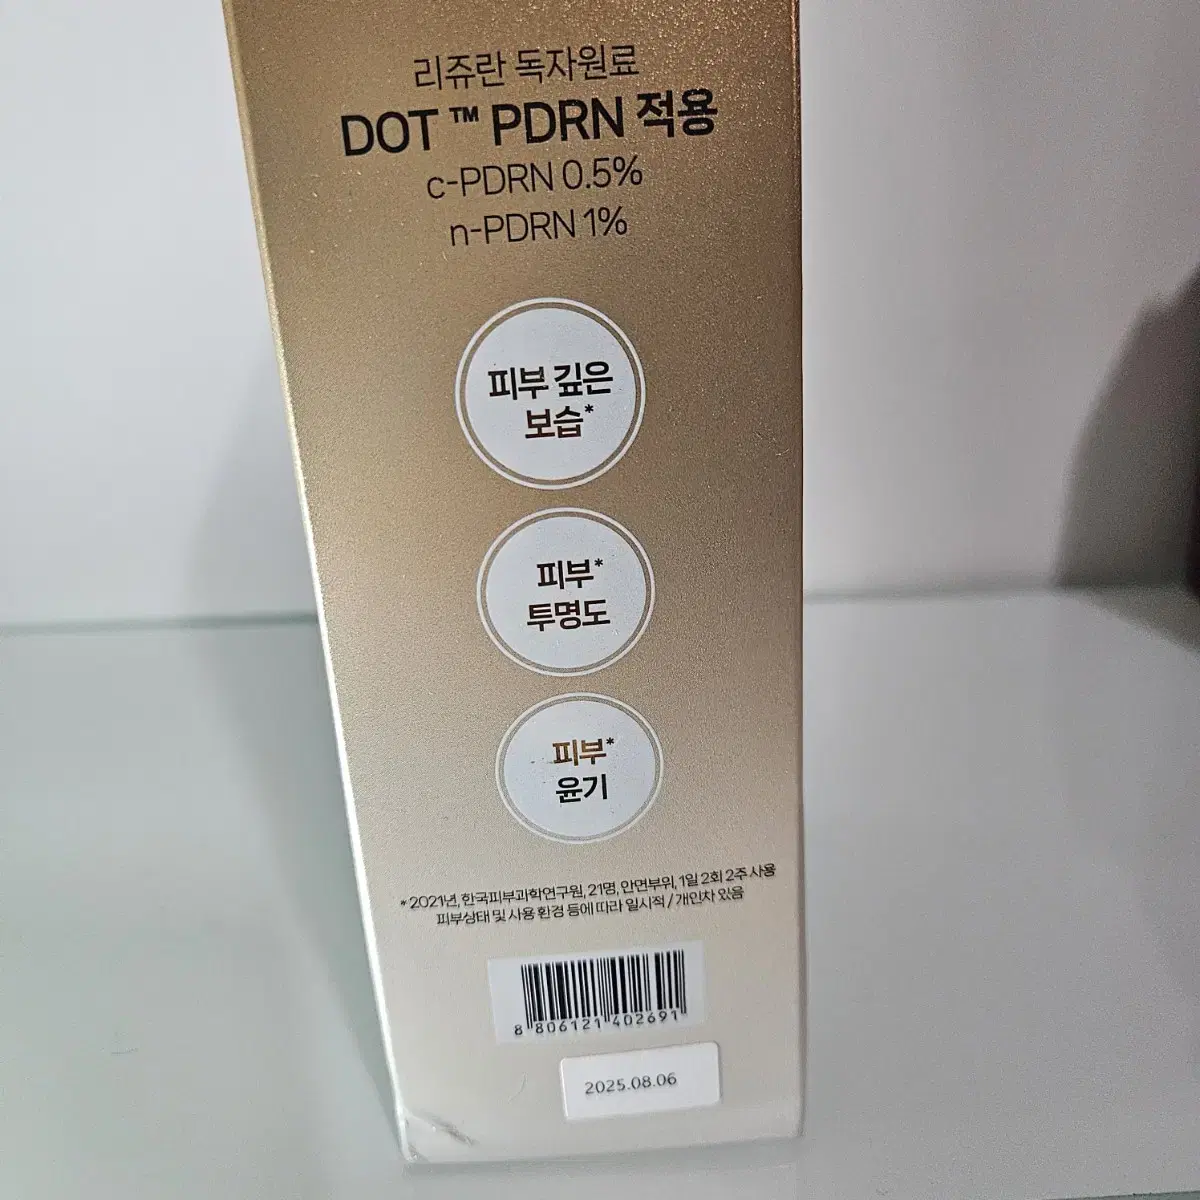 리쥬란 독자원료
DOT ™ PDRN 적용
c-PDRN 0.5%
n-PDRN 1%
피부 깊은
보습*
피부*
투명도
피부*
윤기
* 2021년, 한국피부과학연구원, 21명, 안면부위, 1일 2회 2주 사용
피부상태 및 사용 환경 등에 따라 일시적 / 개인차 있음
8 806121 402691
2025.08.06